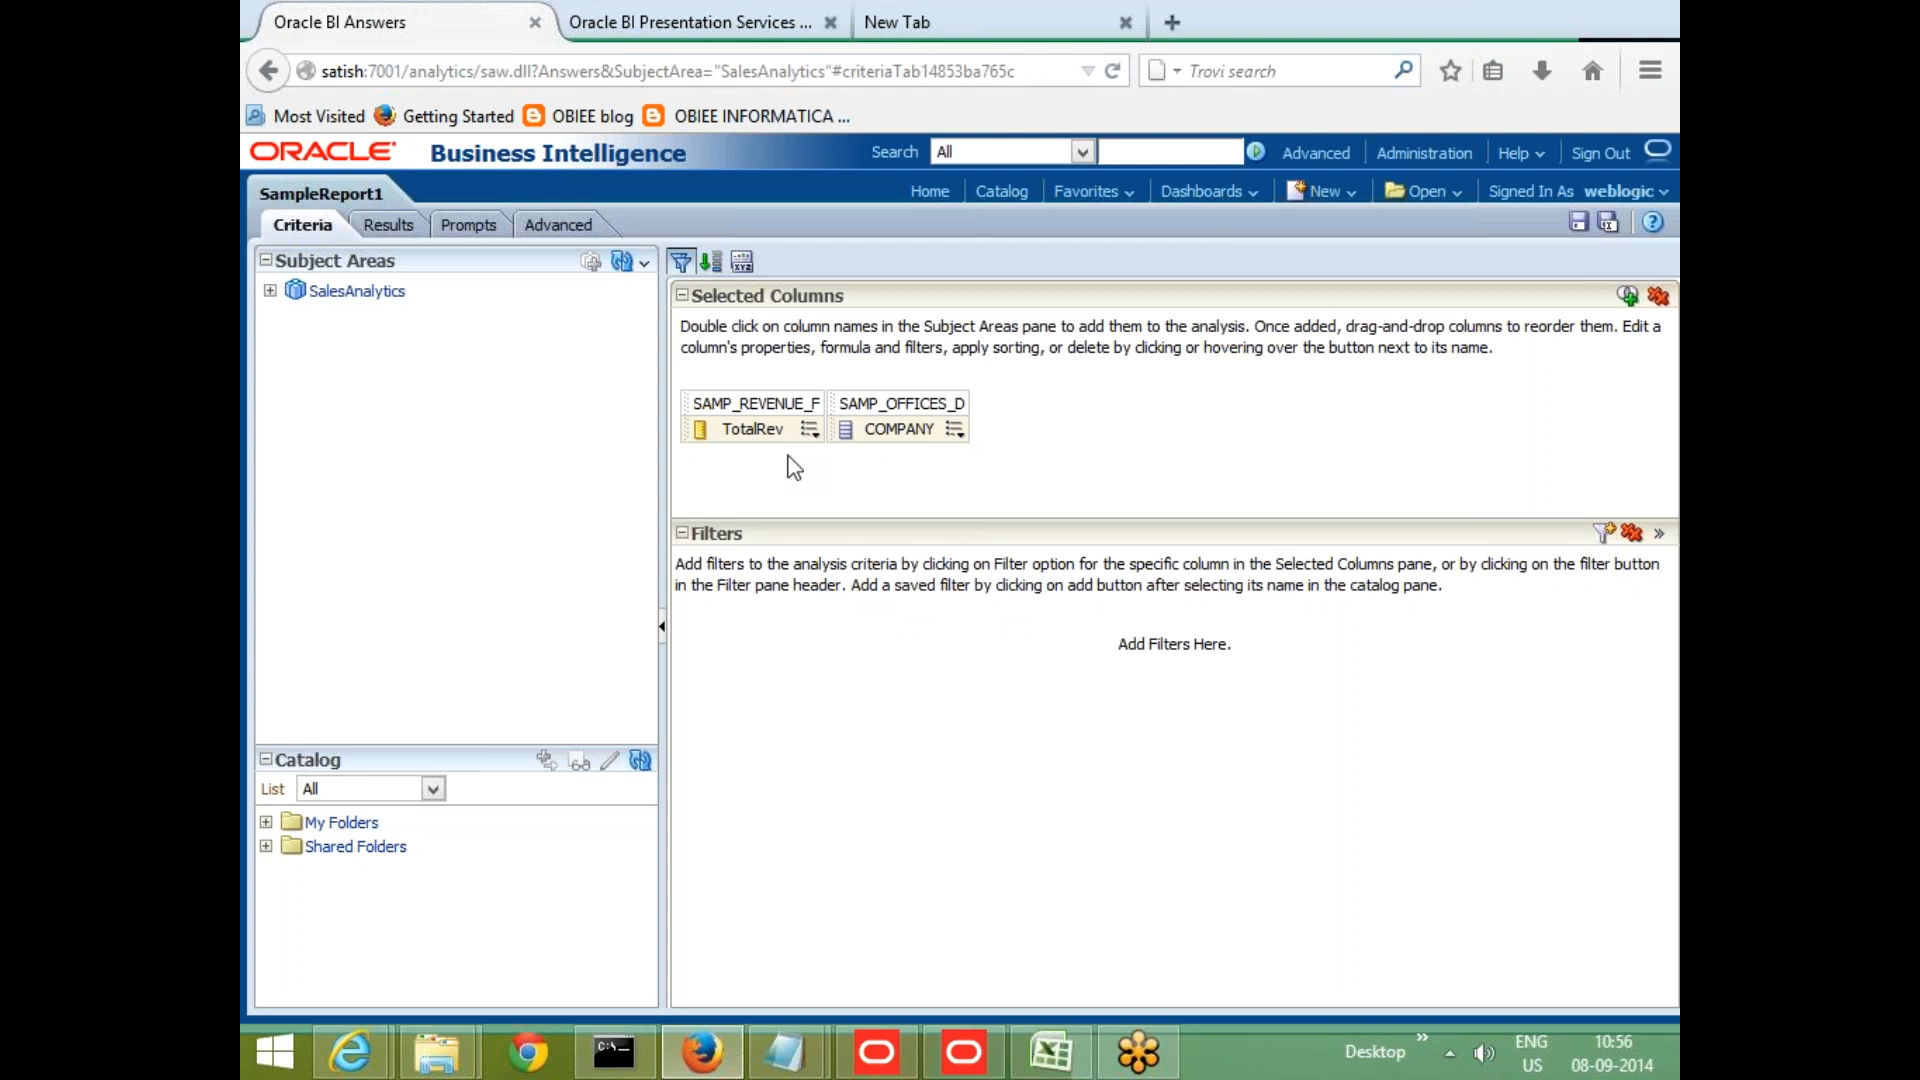 Oracle BI Answers
Oracle BI Presentation Services ...
New Tab
satish:7001/analytics/saw.dll?Answers&SubjectArea="SalesAnalytics"#criteriaTab14853ba765c
Trovi search
Most Visited
Getting Started
OBIEE blog
OBIEE INFORMATICA ...
ORACLE Business Intelligence
Search
All
Advanced
Administration
Help
Sign Out
SampleReport1
Home
Catalog
Favorites
Dashboards
New
Open
Signed In As weblogic
Criteria
Results
Prompts
Advanced
Subject Areas
SalesAnalytics
XYZ
Selected Columns
Double click on column names in the Subject Areas pane to add them to the analysis. Once added, drag-and-drop columns to reorder them. Edit a
column's properties, formula and filters, apply sorting, or delete by clicking or hovering over the button next to its name.
SAMP_REVENUE_F
SAMP_OFFICES_D
TotalRev
COMPANY
Filters
Add filters to the analysis criteria by clicking on Filter option for the specific column in the Selected Columns pane, or by clicking on the filter button
in the Filter pane header. Add a saved filter by clicking on add button after selecting its name in the catalog pane.
Add Filters Here.
Catalog
List
All
My Folders
Shared Folders
C:\
Desktop
ENG
US
10:56
08-09-2014